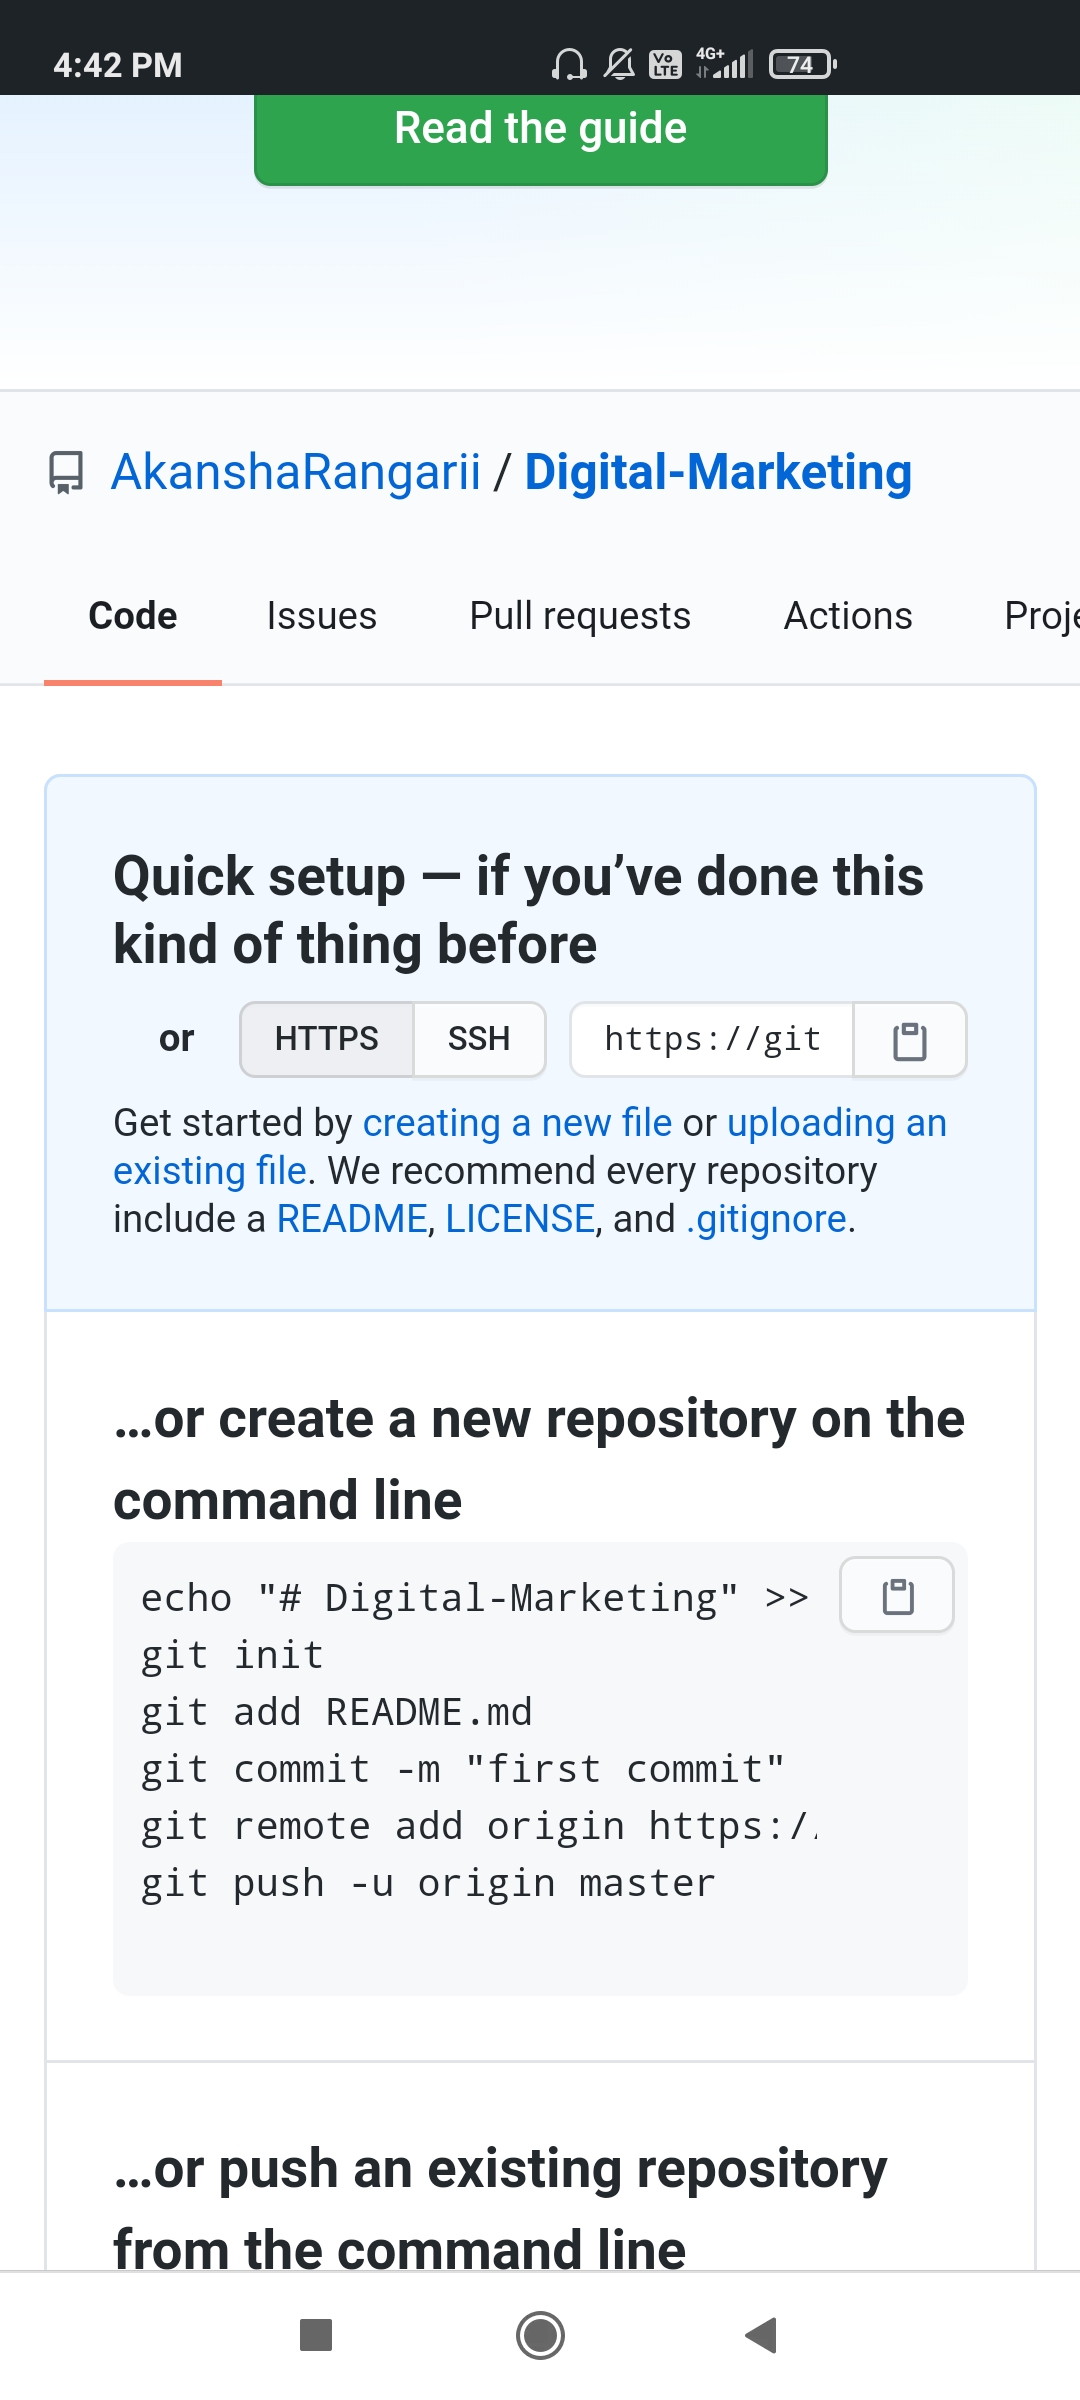 4:42 PM
Vo LTE
4G+
74
Read the guide
AkanshaRangarii / Digital-Marketing
Code Issues Pull requests Actions Proje
Quick setup — if you’ve done this
kind of thing before
or HTTPS SSH https://git
Get started by creating a new file or uploading an
existing file. We recommend every repository
include a README, LICENSE, and .gitignore.
…or create a new repository on the
command line
echo "# Digital-Marketing" >>
git init
git add README.md
git commit -m "first commit"
git remote add origin https://
git push -u origin master
…or push an existing repository
from the command line